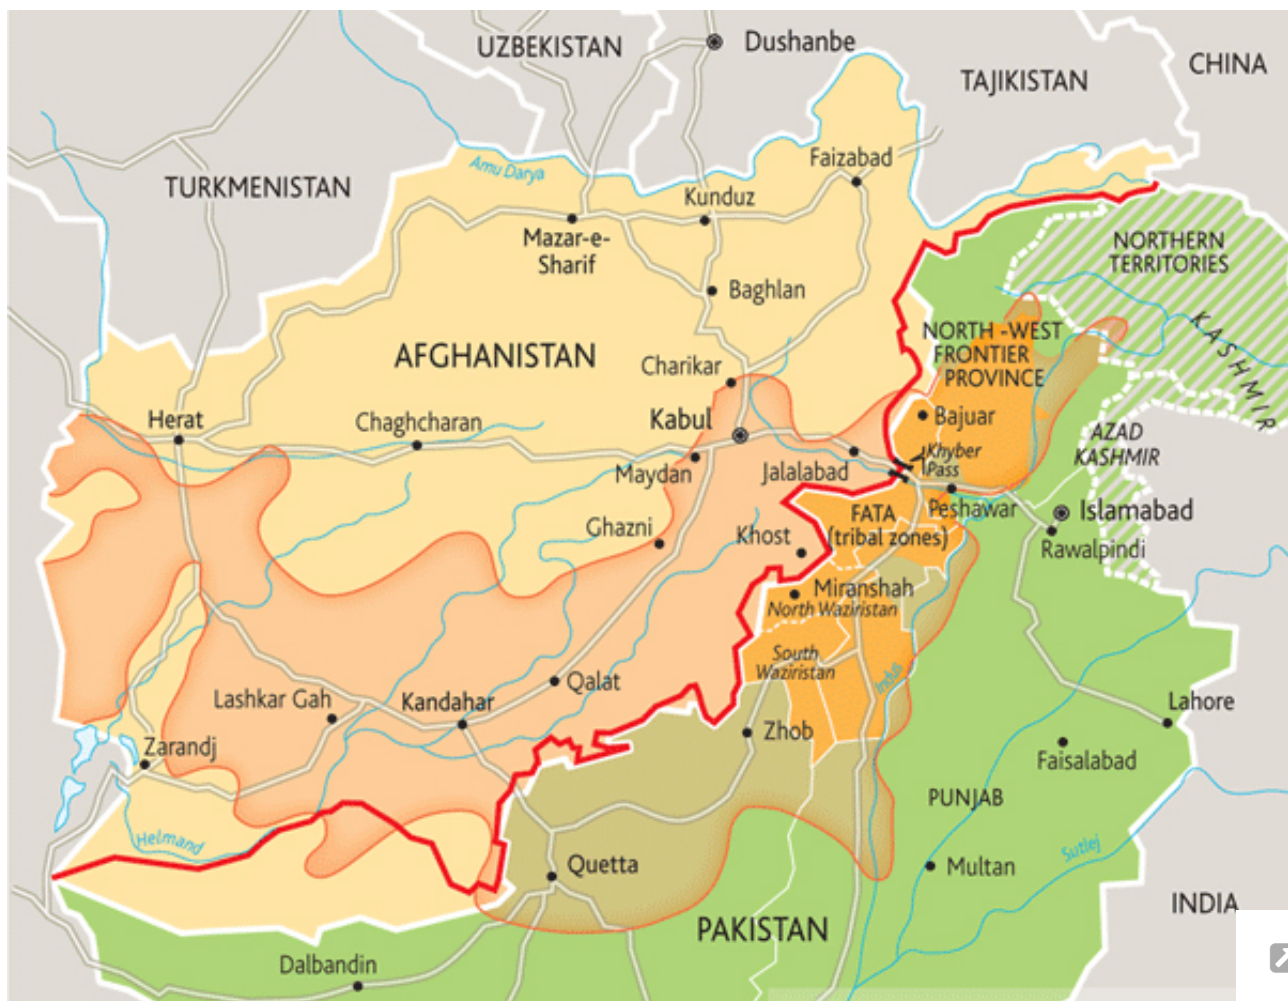 UZBEKISTAN
Dushanbe
CHINA
TAJIKISTAN
Faizabad
Amu Darya
TURKMENISTAN
Kunduz
Mazar-e-
Sharif
NORTHERN
TERRITORIES
Baghlan
KASHMIR
NORTH -WEST
FRONTIER
PROVINCE
AFGHANISTAN
Charikar
Herat
Chaghcharan
Kabul
Bajuar
AZAD
KASHMIR
Khyber
Pass
Maydan
Jalalabad
Peshawar
Islamabad
FATA
(tribal zones)
Ghazni
Khost
Rawalpindi
Miranshah
North Waziristan
South
Waziristan
Indus
Qalat
Lashkar Gah
Kandahar
Lahore
Zhob
Zarandj
Faisalabad
PUNJAB
Helmand
Sutlej
Quetta
Multan
INDIA
PAKISTAN
Dalbandin